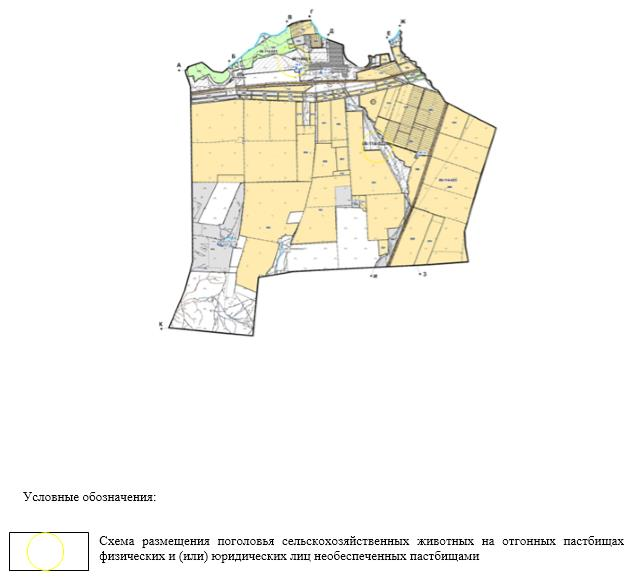 Г
В
Ж
Д
Е
Б
А
и
З
К
Условные обозначения:
Схема размещения поголовья сельскохозяйственных животных на отгонных пастбищах
физических и (или) юридических лиц необеспеченных пастбищами